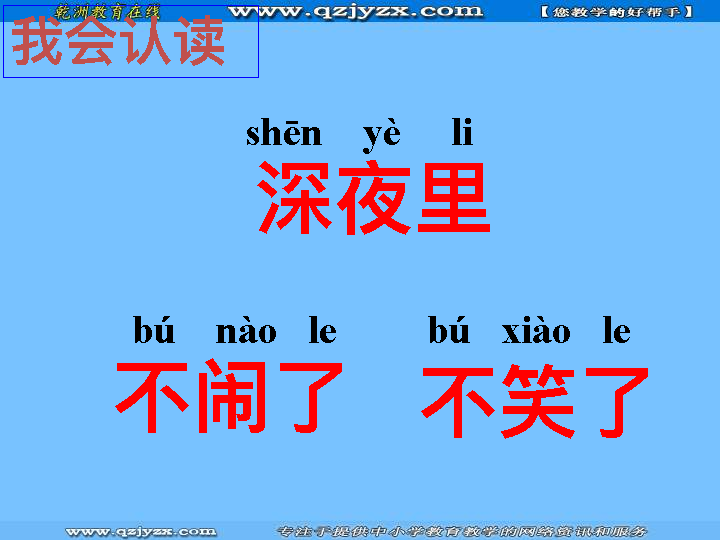 乾洲教育在线 www.qzjyzx.com 【您教学的好帮手】
我会认读
shēn yè li
深夜里
bú nào le bú xiào le
不闹了 不笑了
www.qzjyzx.com 专注于提供中小学教育教学的网络资讯和服务